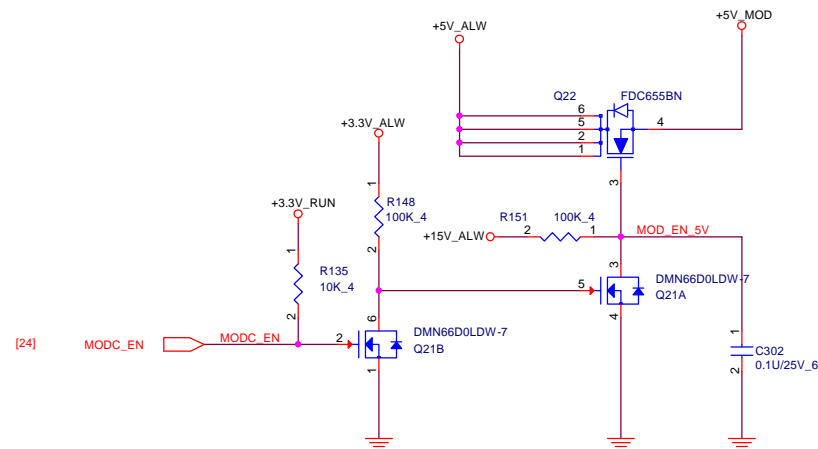 +5V_MOD
+5V_ALW
Q22
FDC655BN
6
5
2
1
4
3
+3.3V_ALW
1
R148
100K_4
2
+3.3V_RUN
1
R135
10K_4
2
+15V_ALW
R151
100K_4
2
1
MOD_EN_5V
3
DMN66D0LDW-7
Q21A
5
4
6
DMN66D0LDW-7
Q21B
2
1
[24]
MODC_EN
MODC_EN
1
C302
0.1U/25V_6
2